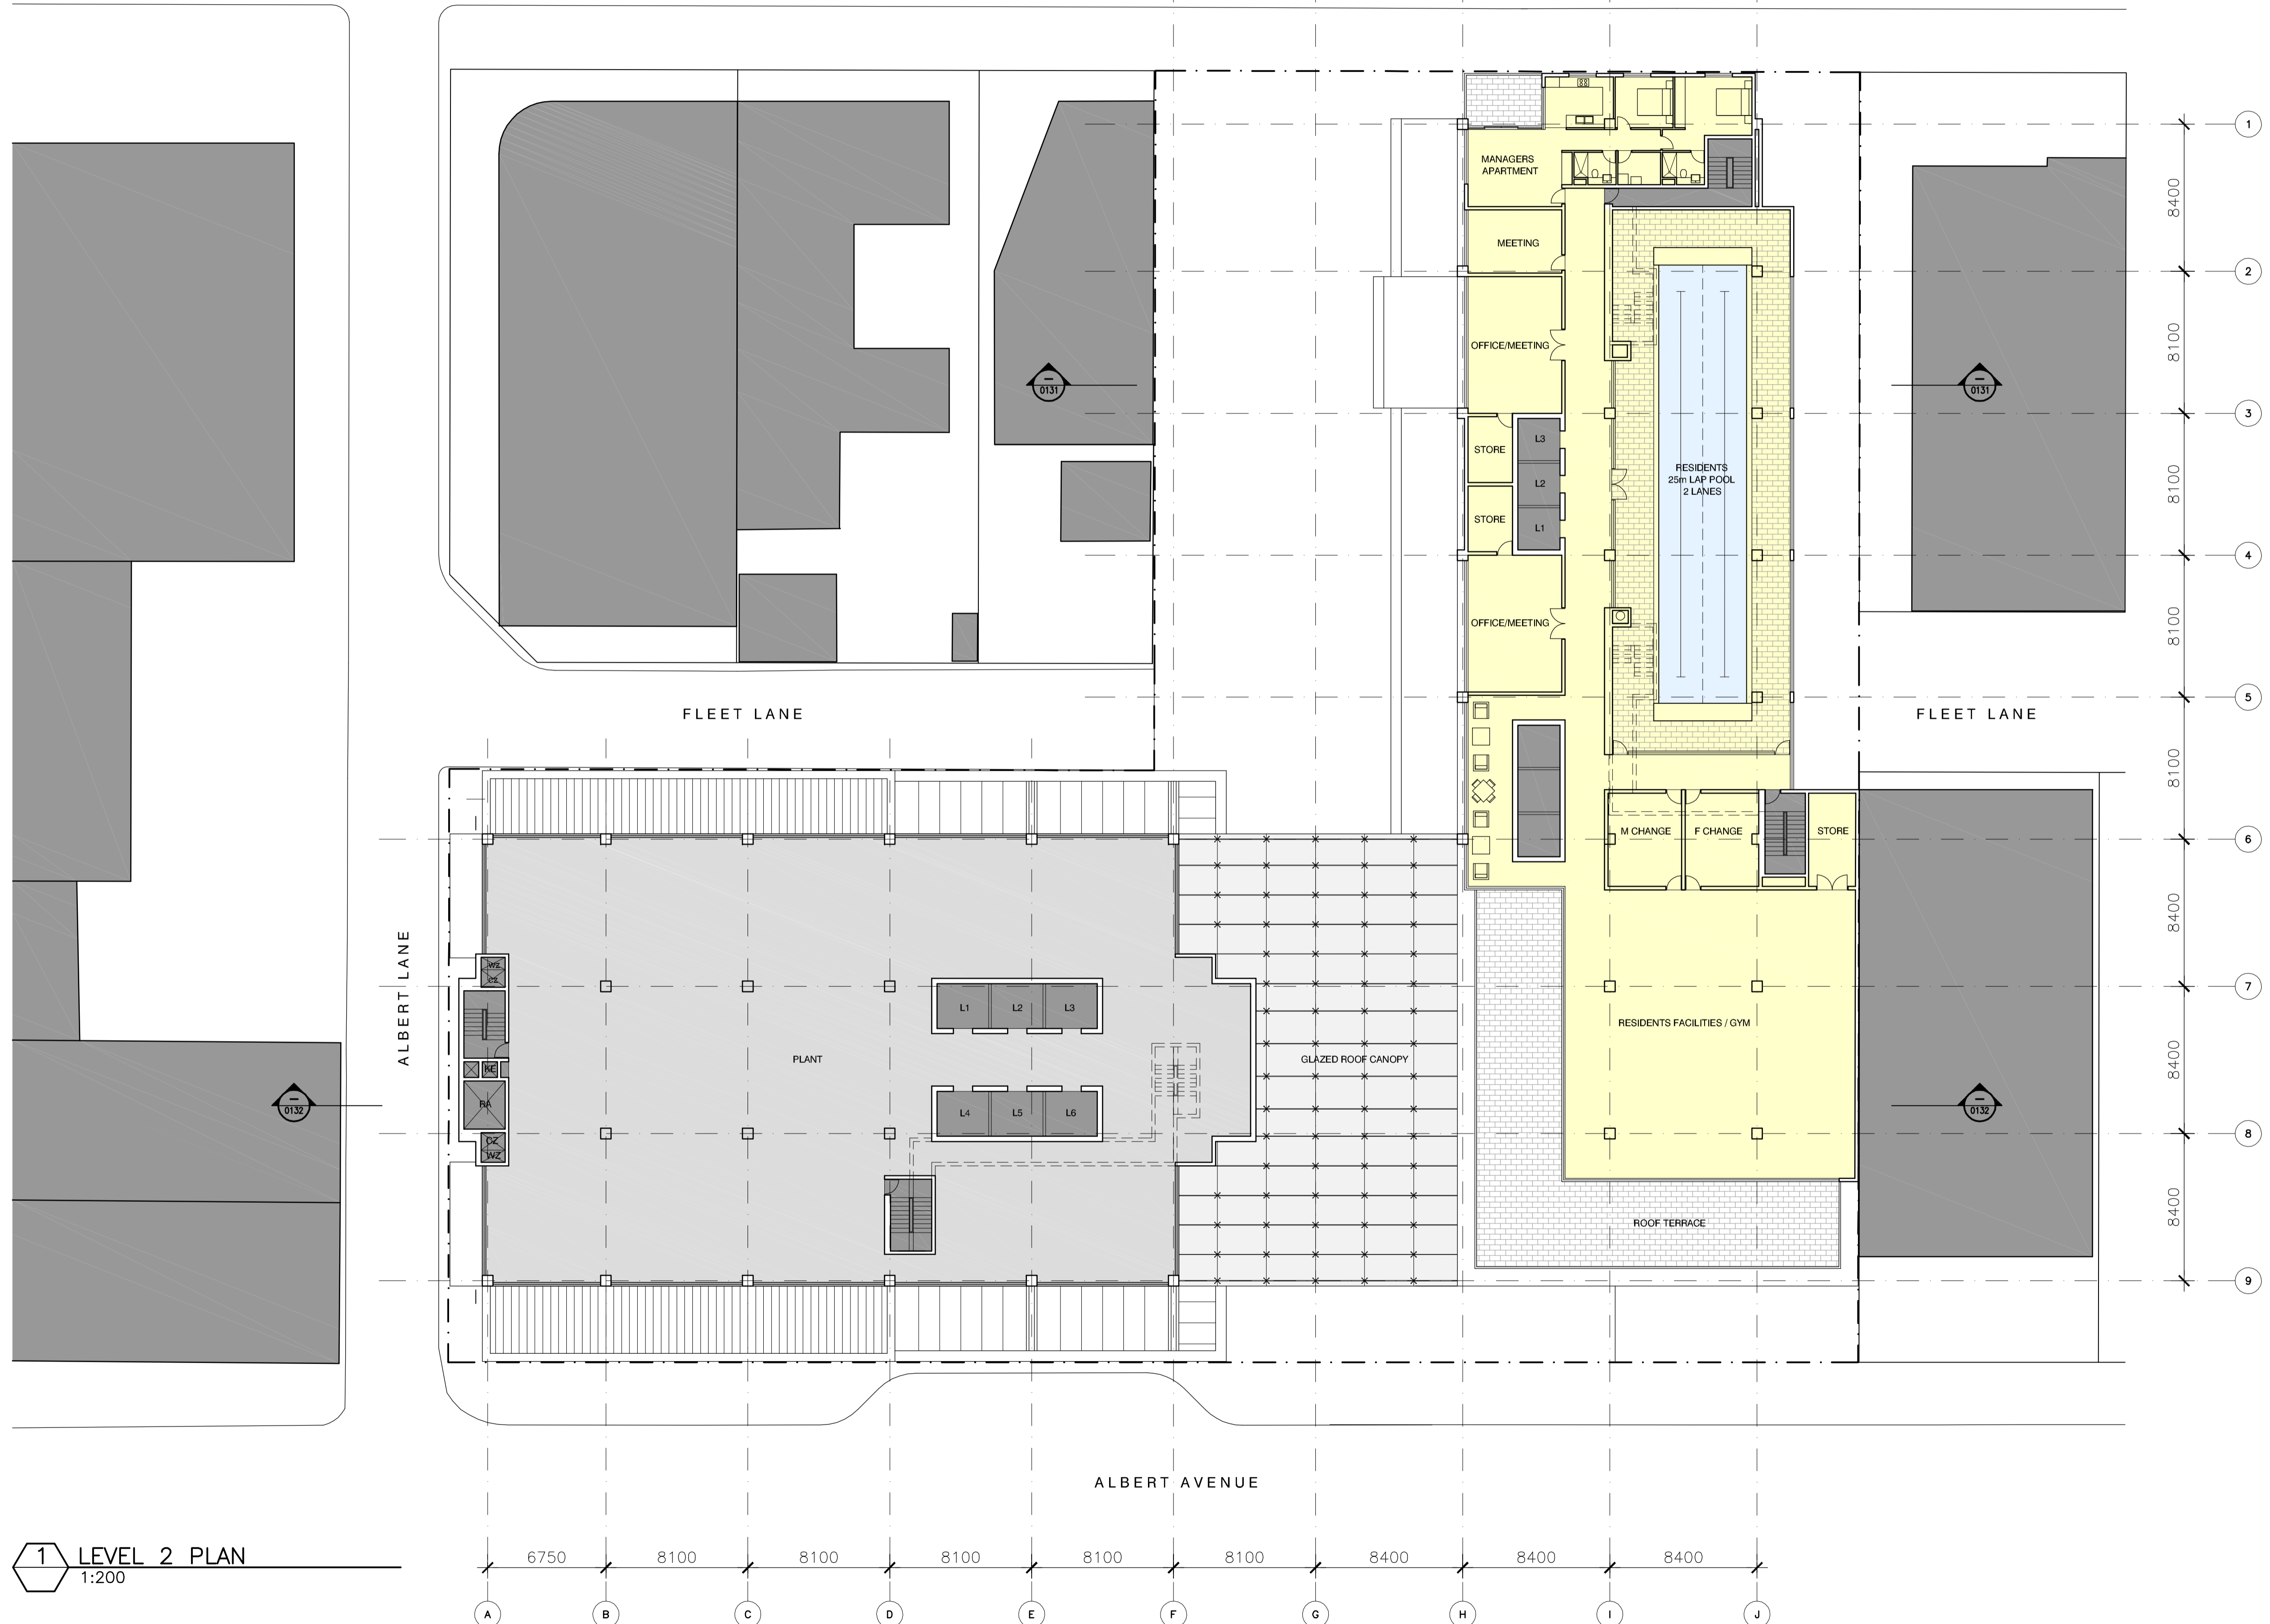 1
MANAGERS
APARTMENT
8400
MEETING
2
OFFICE/MEETING
8100
—
0131
—
0131
3
L3
STORE
RESIDENTS
25m LAP POOL
2 LANES
8100
L2
STORE
L1
4
OFFICE/MEETING
8100
5
FLEET LANE
FLEET LANE
8100
M CHANGE
F CHANGE
STORE
6
8400
ALBERT LANE
WZ
CZ
7
L1
L2
L3
RESIDENTS FACILITIES / GYM
PLANT
GLAZED ROOF CANOPY
8400
KE
RA
—
0132
—
0132
L4
L5
L6
8
CZ
WZ
8400
ROOF TERRACE
9
ALBERT AVENUE
1
LEVEL 2 PLAN
1:200
6750
8100
8100
8100
8100
8100
8400
8400
8400
A
B
C
D
E
F
G
H
I
J